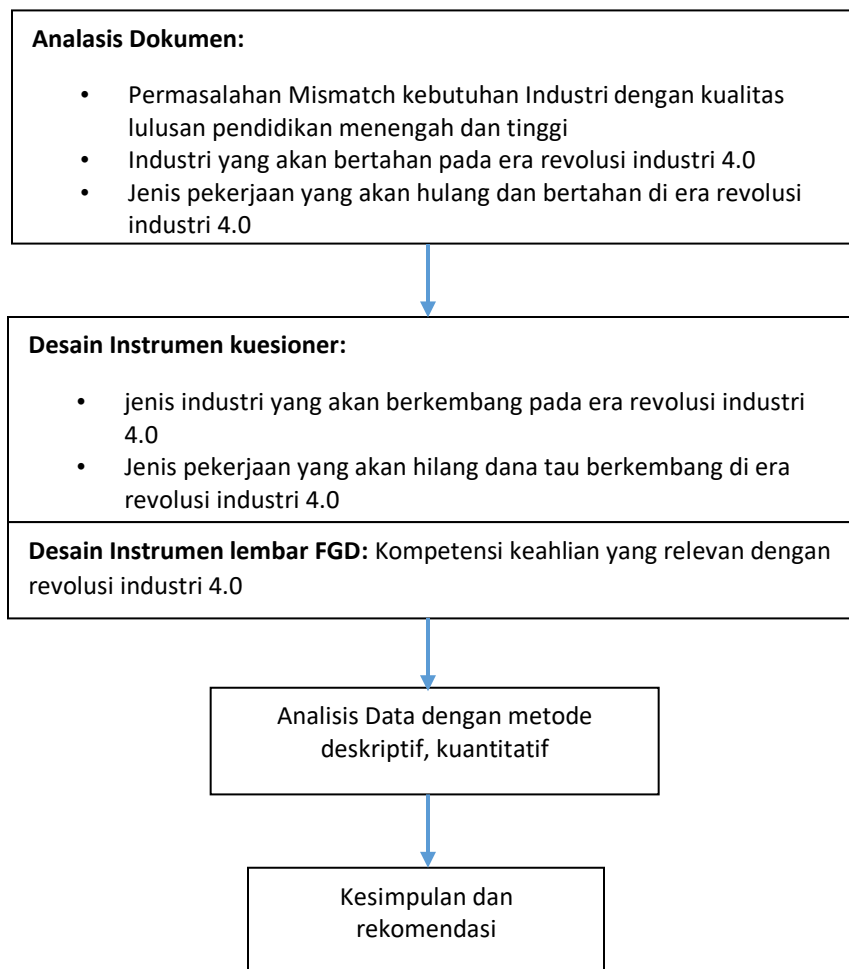 Analasis Dokumen:
• Permasalahan Mismatch kebutuhan Industri dengan kualitas
lulusan pendidikan menengah dan tinggi
• Industri yang akan bertahan pada era revolusi industri 4.0
• Jenis pekerjaan yang akan hulang dan bertahan di era revolusi
industri 4.0
Desain Instrumen kuesioner:
• jenis industri yang akan berkembang pada era revolusi industri
4.0
• Jenis pekerjaan yang akan hilang dana tau berkembang di era
revolusi industri 4.0
Desain Instrumen lembar FGD: Kompetensi keahlian yang relevan dengan
revolusi industri 4.0
Analisis Data dengan metode
deskriptif, kuantitatif
Kesimpulan dan
rekomendasi